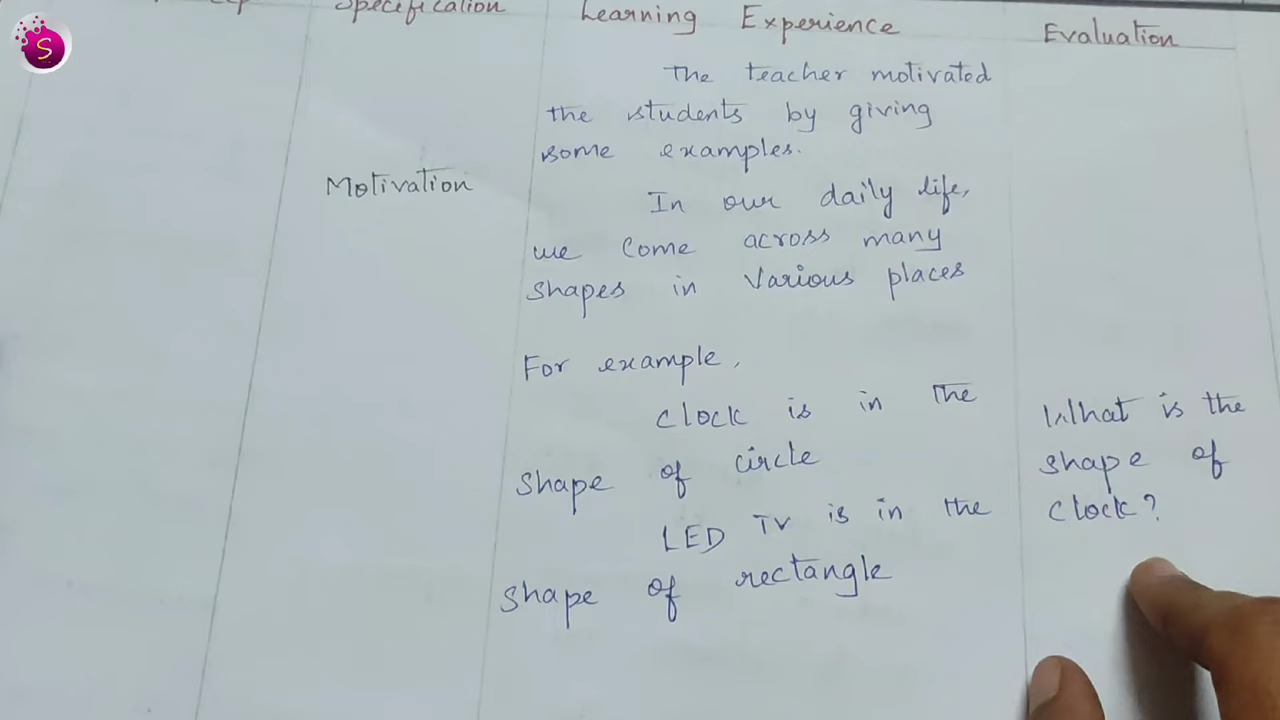 S
Specification
Learning Experience
Evaluation
The teacher motivated
the students by giving
some examples.
Motivation
In our daily life,
we come across many
shapes in various places
For example,
clock is in the
shape of circle
LED TV is in the
shape of rectangle
What is the
shape of
clock?